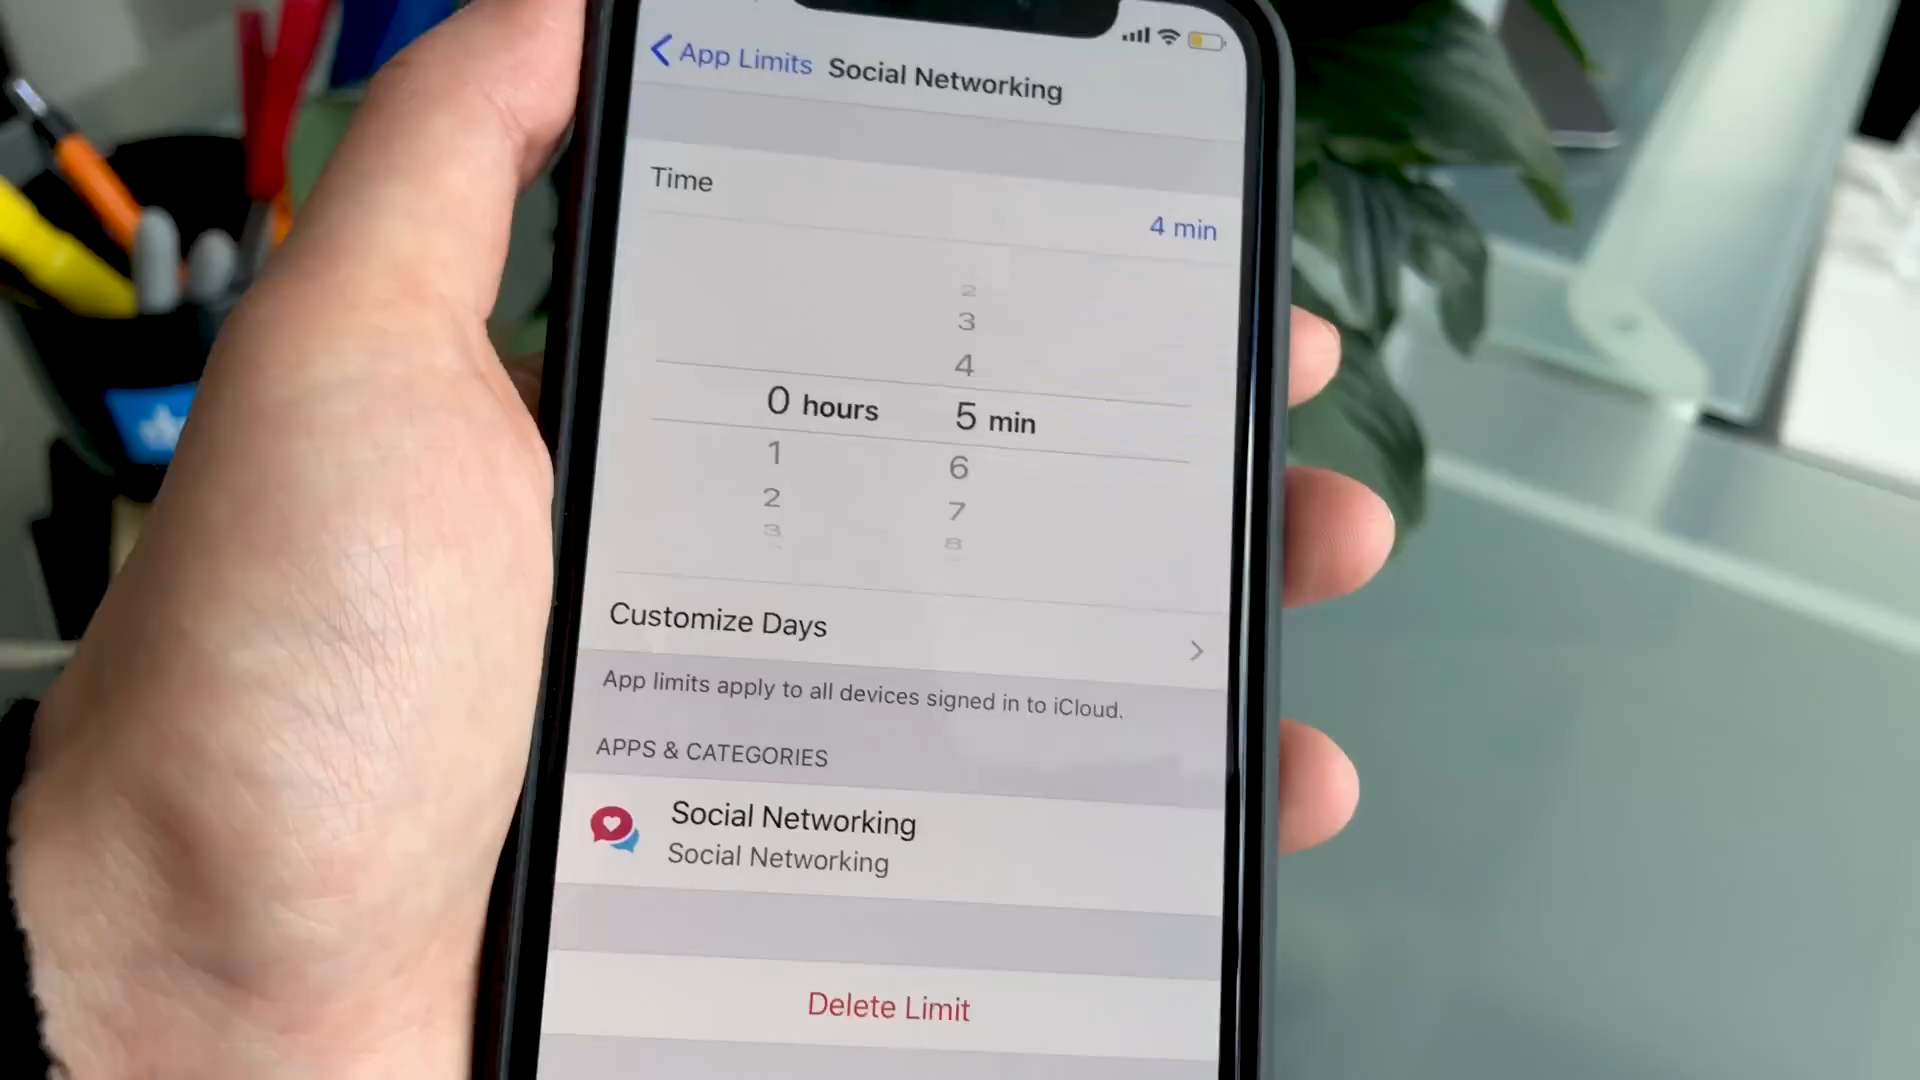 App Limits Social Networking
Time
4 min
2
3
4
0 hours 5 min
1 6
2 7
3 8
Customize Days
App limits apply to all devices signed in to iCloud.
APPS & CATEGORIES
Social Networking
Social Networking
Delete Limit